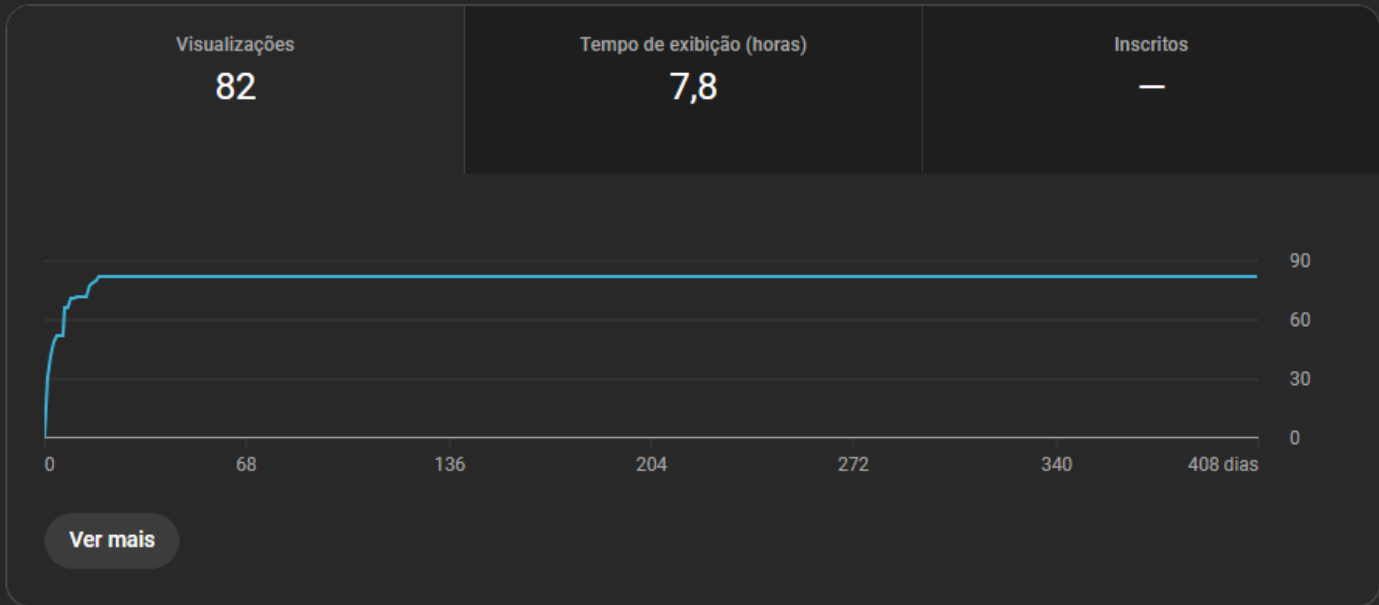 Visualizações
82
Tempo de exibição (horas)
7,8
Inscritos
—
90
60
30
0
0 68 136 204 272 340 408 dias
Ver mais